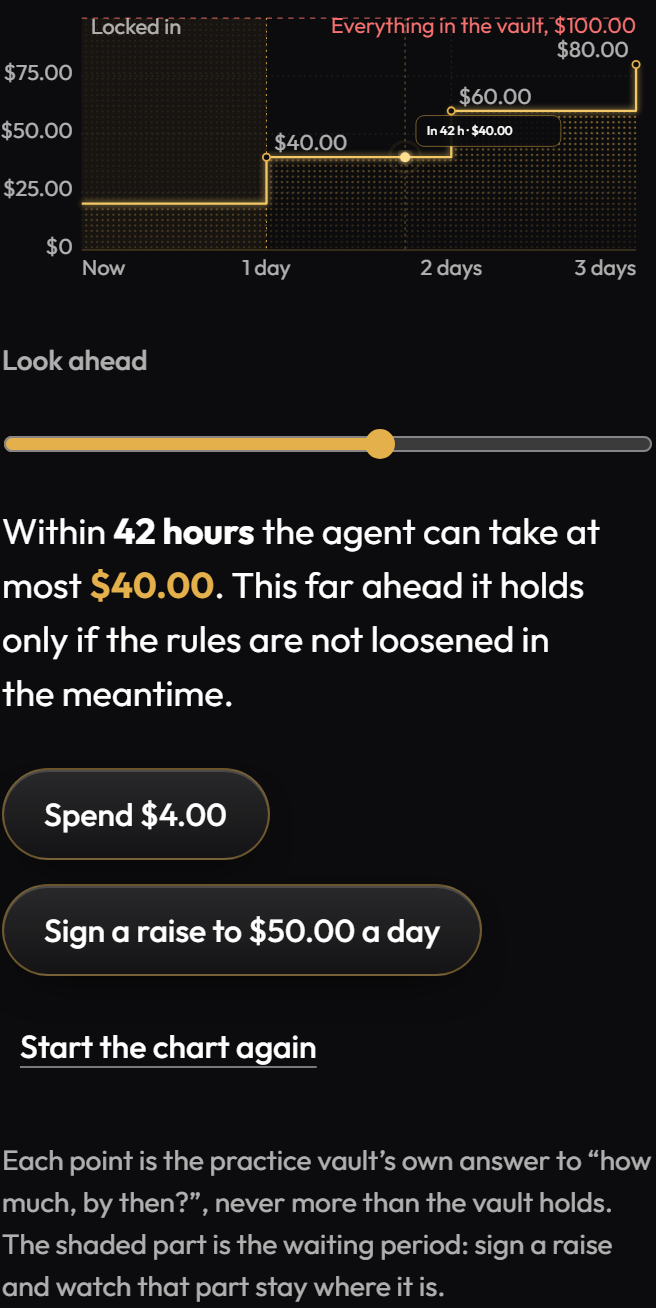 Locked in
Everything in the vault, $100.00
$80.00
$75.00
$60.00
$50.00
In 42 h · $40.00
$40.00
$25.00
$0
Now
1 day
2 days
3 days
Look ahead
Within 42 hours the agent can take at
most $40.00. This far ahead it holds
only if the rules are not loosened in
the meantime.
Spend $4.00
Sign a raise to $50.00 a day
Start the chart again
Each point is the practice vault’s own answer to “how
much, by then?”, never more than the vault holds.
The shaded part is the waiting period: sign a raise
and watch that part stay where it is.